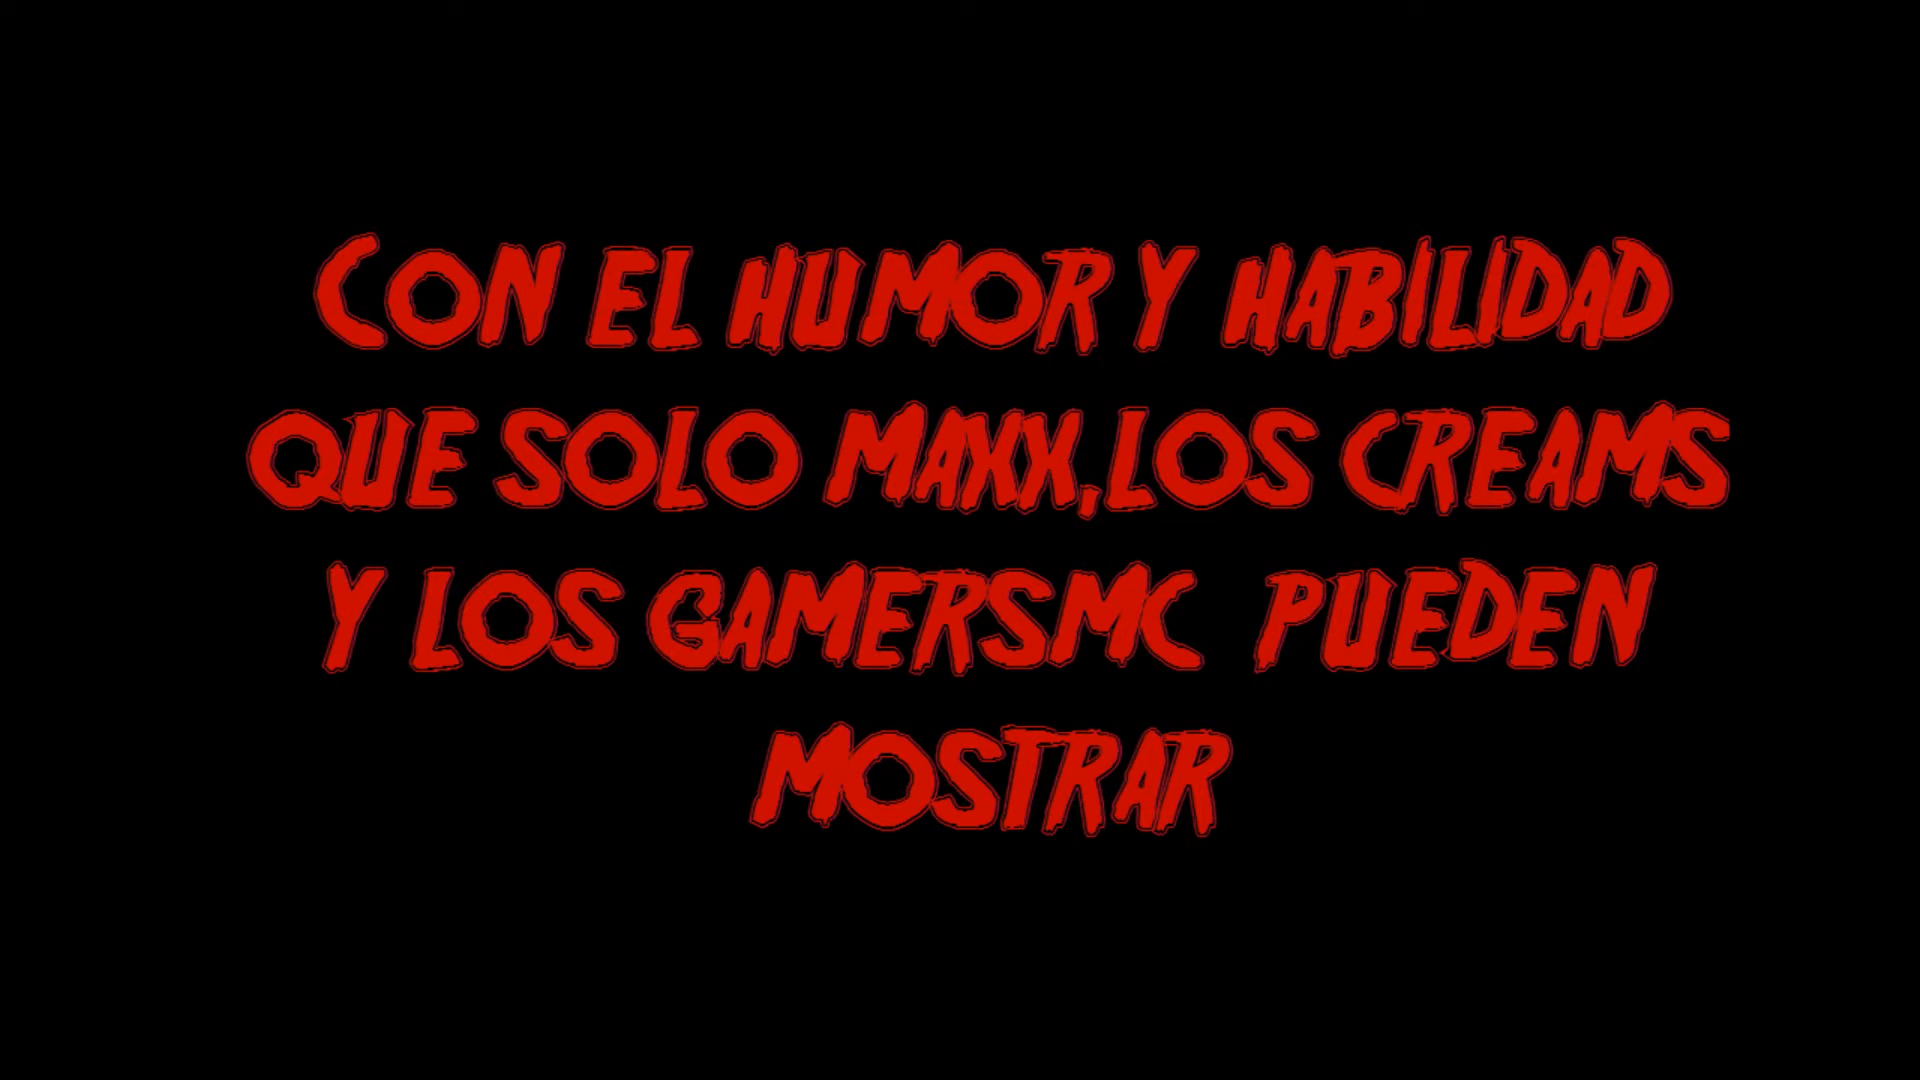 CON EL HUMOR Y HABILIDAD
QUE SOLO MAXX,LOS CREAMS
Y LOS GAMERSMC PUEDEN
MOSTRAR